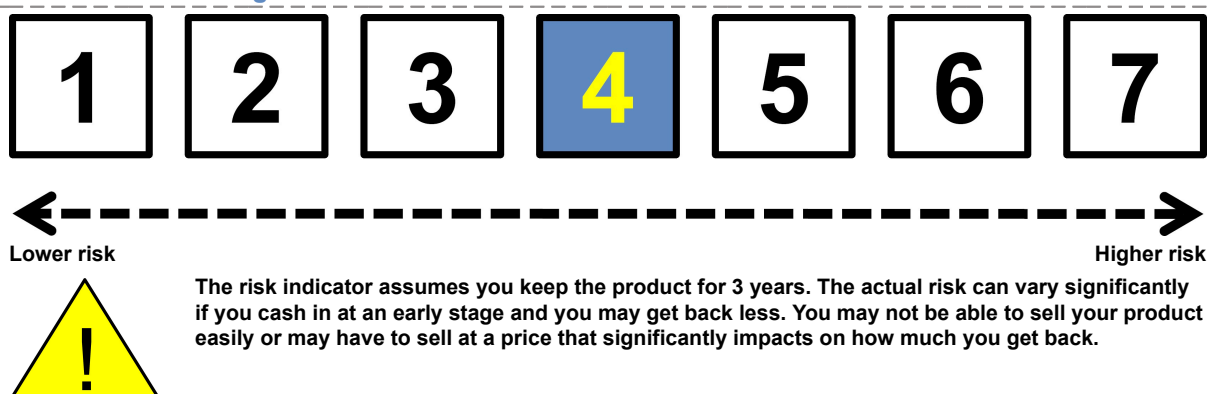 1 2 3 4 5 6 7
Lower risk Higher risk
The risk indicator assumes you keep the product for 3 years. The actual risk can vary significantly
if you cash in at an early stage and you may get back less. You may not be able to sell your product
easily or may have to sell at a price that significantly impacts on how much you get back.
!